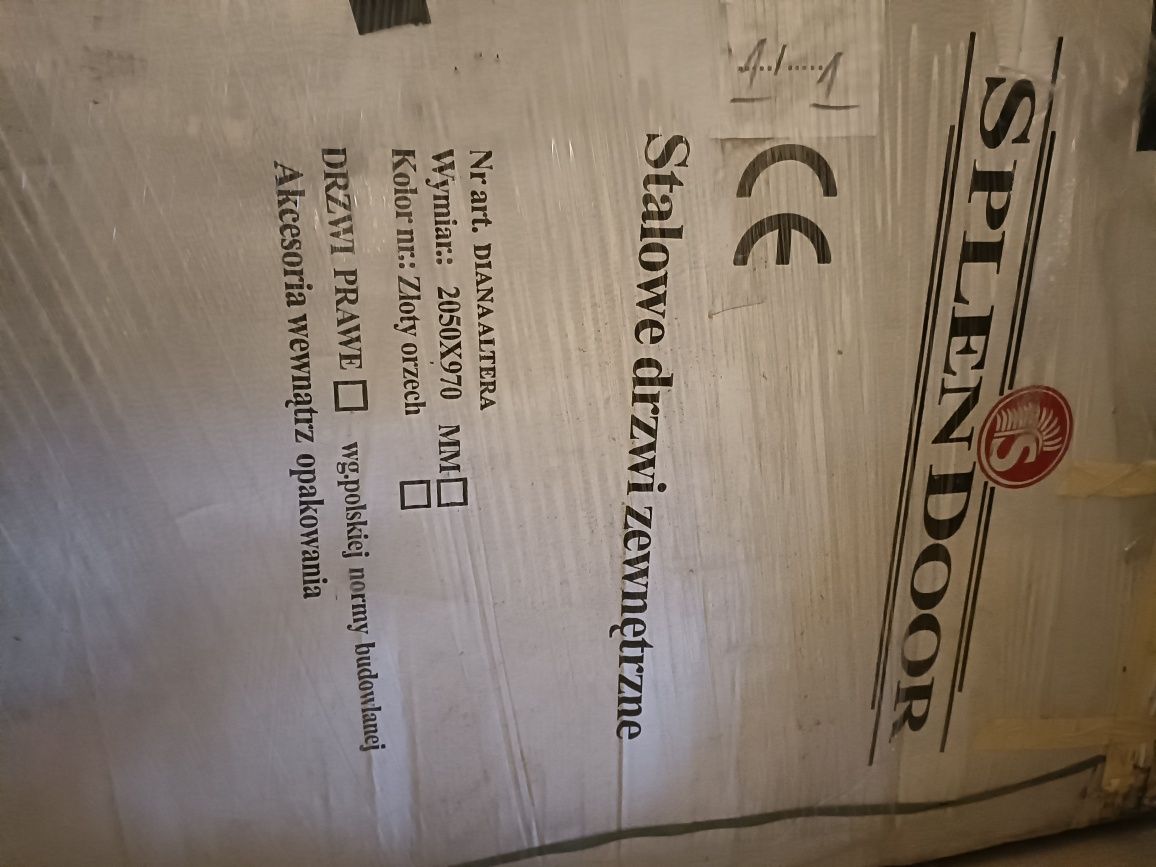 SPLENDOOR
S
1../.....1
CE
Stalowe drzwi zewnętrzne
Nr art. DIANA ALTERA
Wymiar.: 2050X970 MM
Kolor nr.: Złoty orzech
DRZWI PRAWE wg.polskiej normy budowlanej
Akcesoria wewnątrz opakowania